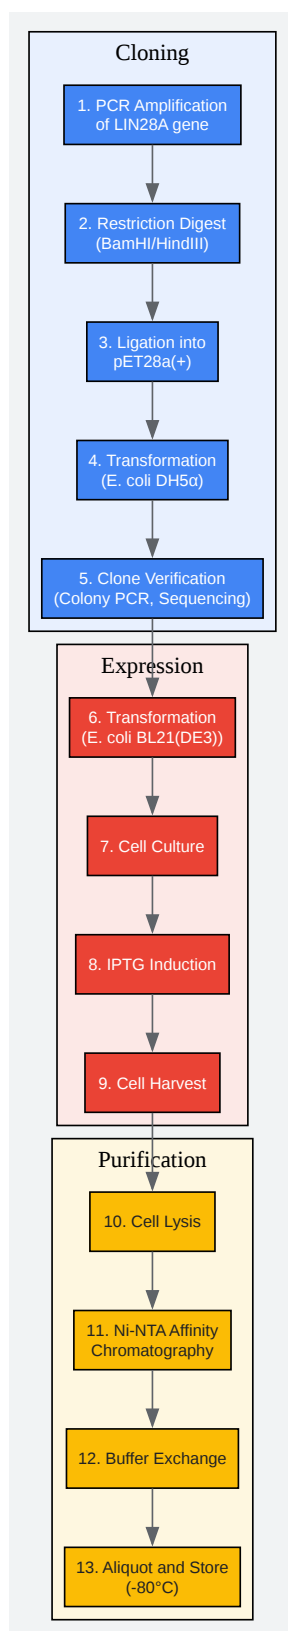 Cloning
1. PCR Amplification
of LIN28A gene
2. Restriction Digest
(BamHI/HindIII)
3. Ligation into
pET28a(+)
4. Transformation
(E. coli DH5α)
5. Clone Verification
(Colony PCR, Sequencing)
Expression
6. Transformation
(E. coli BL21(DE3))
7. Cell Culture
8. IPTG Induction
9. Cell Harvest
Purification
10. Cell Lysis
11. Ni-NTA Affinity
Chromatography
12. Buffer Exchange
13. Aliquot and Store
(-80°C)